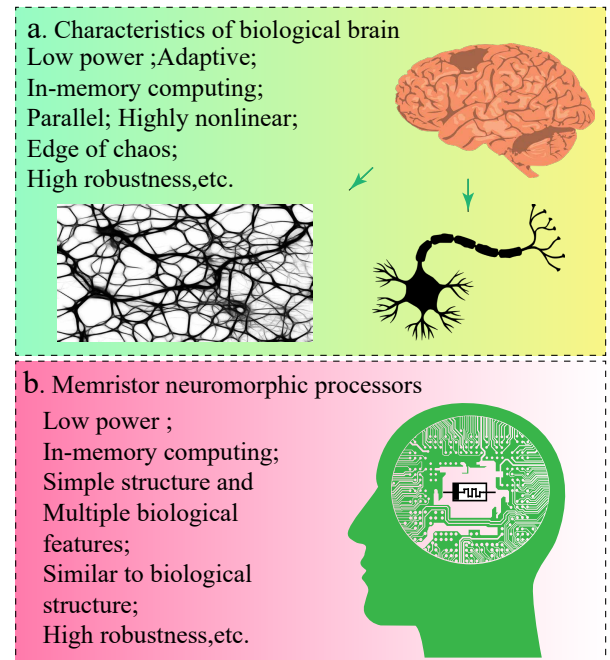 a. Characteristics of biological brain
Low power ;Adaptive;
In-memory computing;
Parallel; Highly nonlinear;
Edge of chaos;
High robustness,etc.
b. Memristor neuromorphic processors
Low power ;
In-memory computing;
Simple structure and
Multiple biological
features;
Similar to biological
structure;
High robustness,etc.